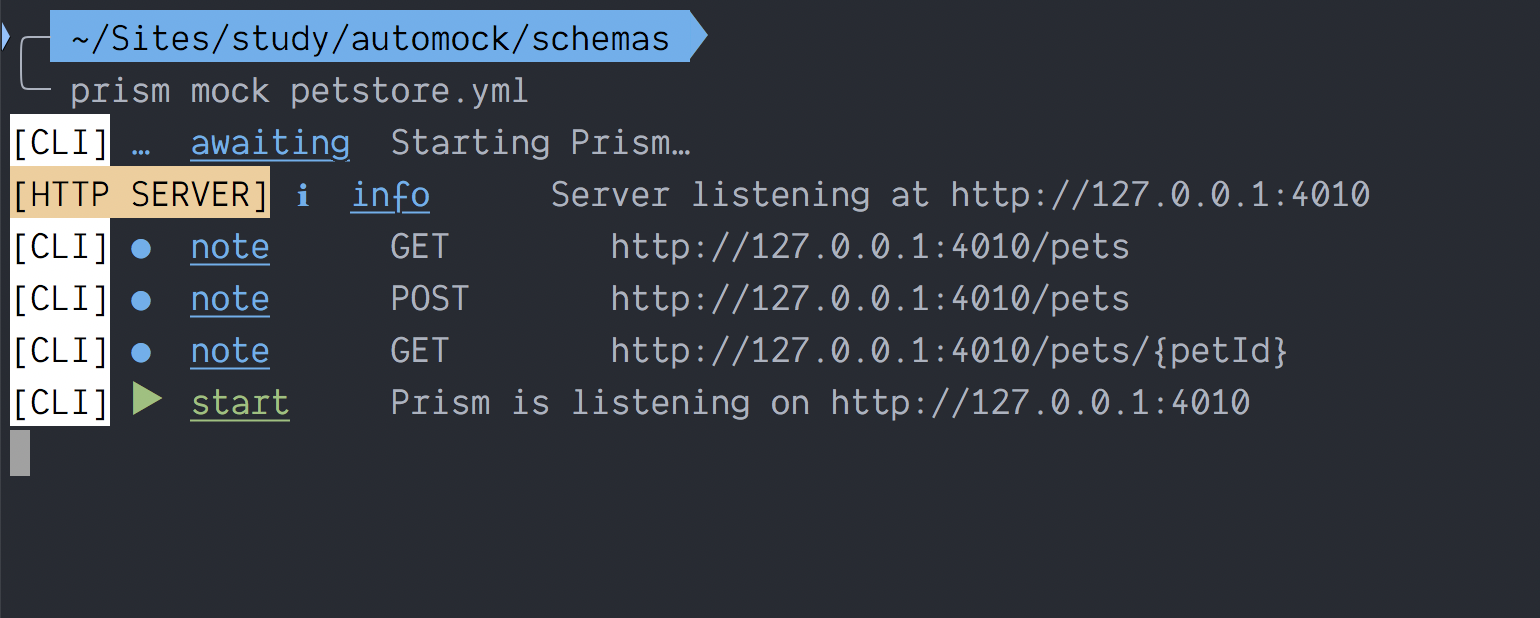 ~/Sites/study/automock/schemas
prism mock petstore.yml
[CLI] … awaiting Starting Prism…
[HTTP SERVER] ℹ info Server listening at http://127.0.0.1:4010
[CLI] ● note GET http://127.0.0.1:4010/pets
[CLI] ● note POST http://127.0.0.1:4010/pets
[CLI] ● note GET http://127.0.0.1:4010/pets/{petId}
[CLI] ▶ start Prism is listening on http://127.0.0.1:4010